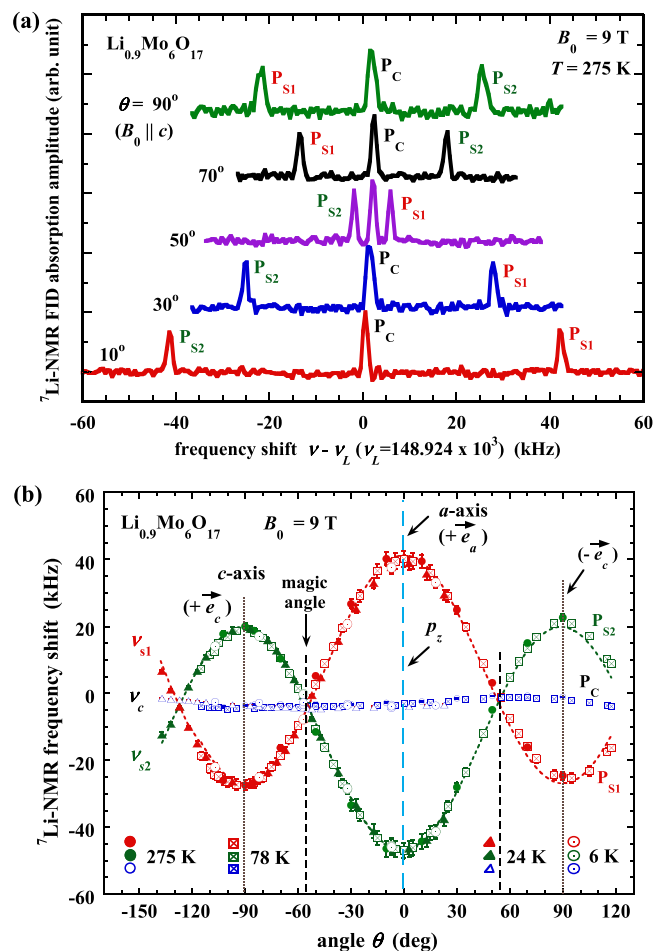 (a)
Li0.9Mo6O17
B0 = 9 T
T = 275 K
PS1
PC
PS2
θ = 90°
(B0 || c)
PS1
PC
PS2
70°
PS2
PC
PS1
50°
PS2
PC
PS1
30°
PS2
PC
PS1
10°
7Li-NMR FID absorption amplitude (arb. unit)
-60 -40 -20 0 20 40 60
frequency shift ν - νL (νL=148.924 x 10³) (kHz)
(b)
Li0.9Mo6O17 B0 = 9 T
a-axis
(+ e⃗a)
c-axis
(+ e⃗c)
magic
angle
(- e⃗c)
pz
νs1
νc
νs2
PS2
PC
PS1
275 K 78 K 24 K 6 K
7Li-NMR frequency shift (kHz)
60
40
20
0
-20
-40
-60
-150 -120 -90 -60 -30 0 30 60 90 120
angle θ (deg)